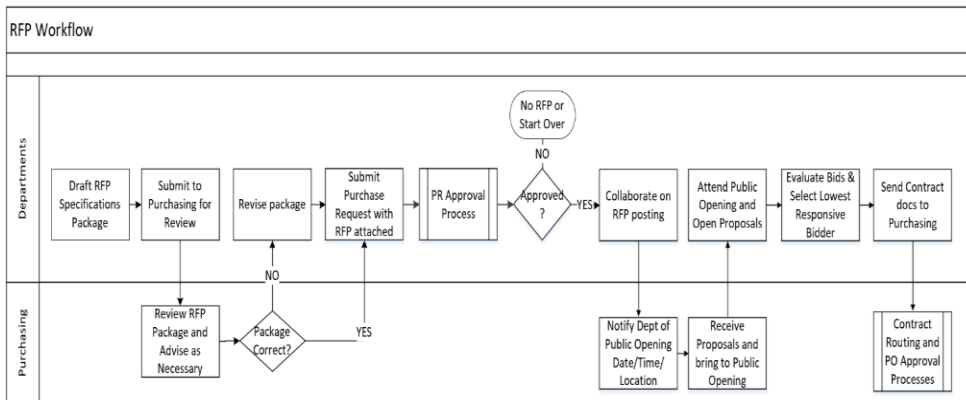 RFP Workflow
Departments
No RFP or
Start Over
NO
Draft RFP
Specifications
Package
Submit to
Purchasing for
Review
Revise package
Submit
Purchase
Request with
RFP attached
PR Approval
Process
Approved
?
YES
Collaborate on
RFP posting
Attend Public
Opening and
Open Proposals
Evaluate Bids &
Select Lowest
Responsive
Bidder
Send Contract
docs to
Purchasing
Purchasing
NO
Review RFP
Package and
Advise as
Necessary
Package
Correct?
YES
Notify Dept of
Public Opening
Date/Time/
Location
Receive
Proposals and
bring to Public
Opening
Contract
Routing and
PO Approval
Processes